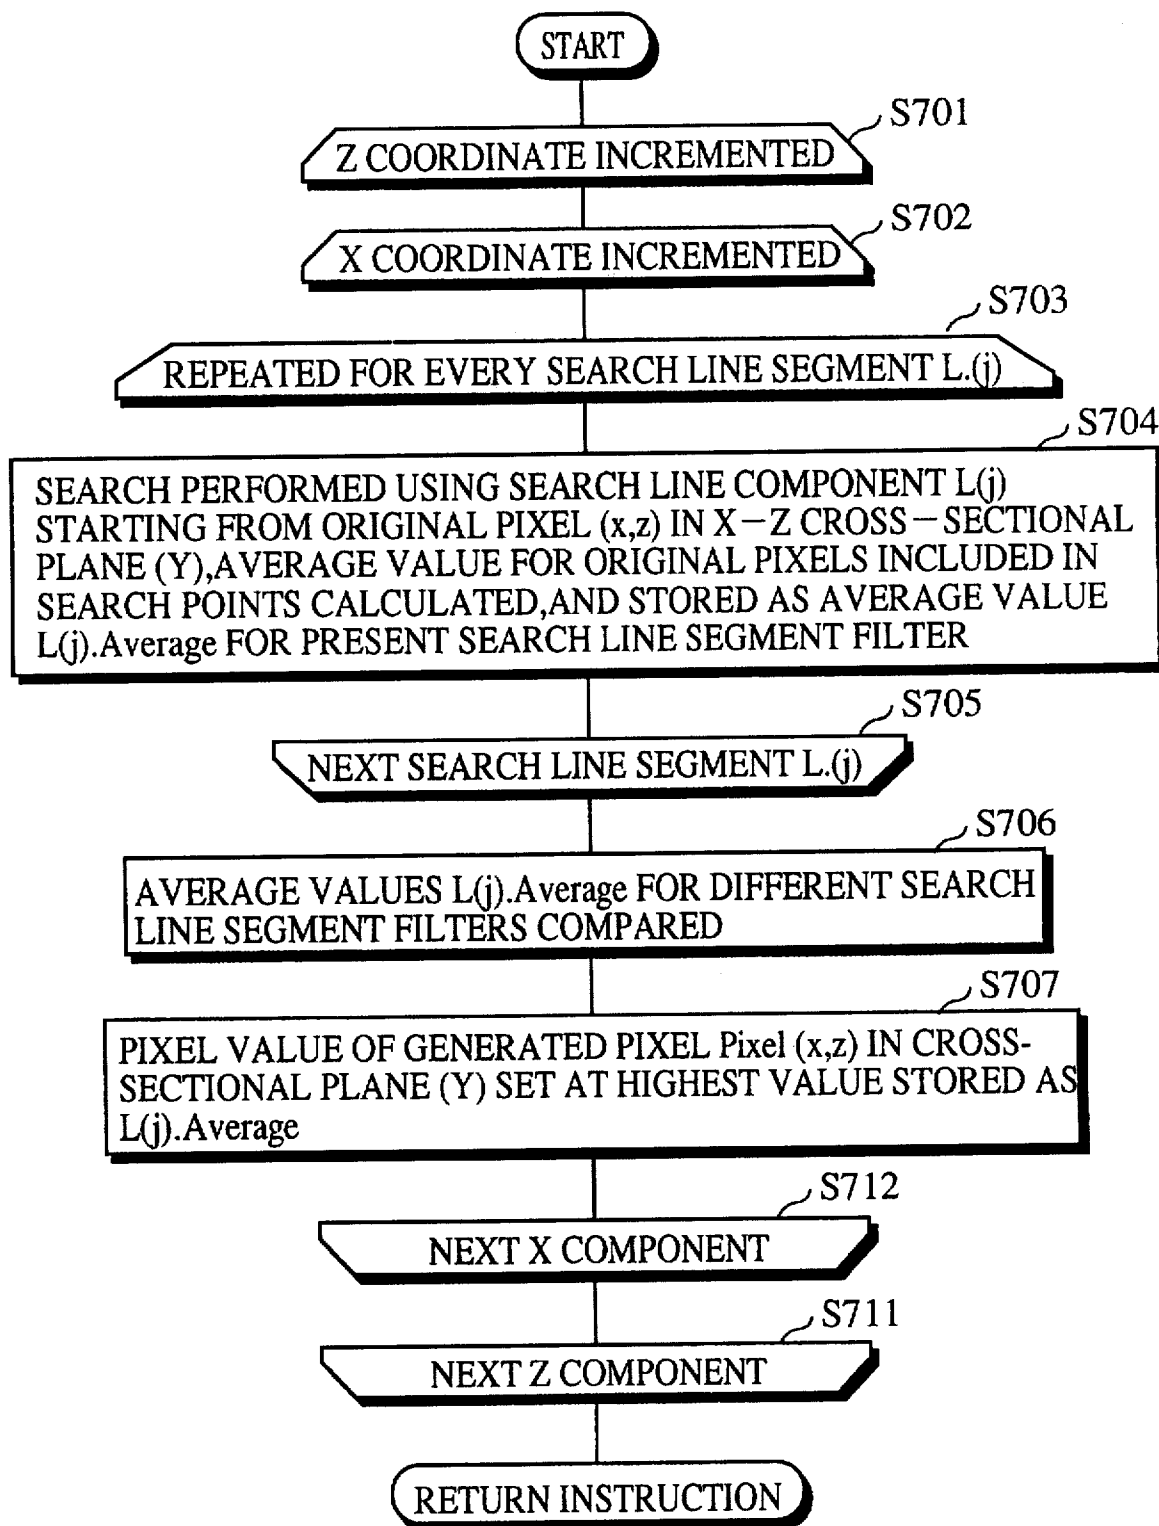 START
S701
Z COORDINATE INCREMENTED
S702
X COORDINATE INCREMENTED
S703
REPEATED FOR EVERY SEARCH LINE SEGMENT L.(j)
S704
SEARCH PERFORMED USING SEARCH LINE COMPONENT L(j)
STARTING FROM ORIGINAL PIXEL (x,z) IN X−Z CROSS−SECTIONAL
PLANE (Y),AVERAGE VALUE FOR ORIGINAL PIXELS INCLUDED IN
SEARCH POINTS CALCULATED,AND STORED AS AVERAGE VALUE
L(j).Average FOR PRESENT SEARCH LINE SEGMENT FILTER
S705
NEXT SEARCH LINE SEGMENT L.(j)
S706
AVERAGE VALUES L(j).Average FOR DIFFERENT SEARCH
LINE SEGMENT FILTERS COMPARED
S707
PIXEL VALUE OF GENERATED PIXEL Pixel (x,z) IN CROSS-
SECTIONAL PLANE (Y) SET AT HIGHEST VALUE STORED AS
L(j).Average
S712
NEXT X COMPONENT
S711
NEXT Z COMPONENT
RETURN INSTRUCTION